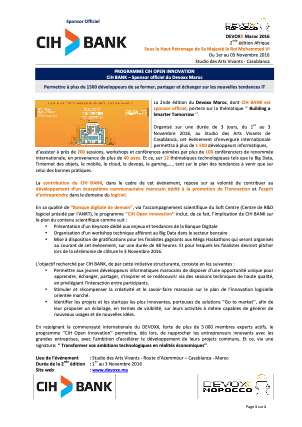 Sponsor Officiel
CIH BANK
DEVOXX MOROCCO
DEVOXX Maroc 2016
2ème édition Afrique
Sous le Haut Patronage de Sa Majesté le Roi Mohammed VI
Du 1er au 03 Novembre 2016
Studio des Arts Vivants - Casablanca
PROGRAMME CIH OPEN INNOVATION
CIH BANK – Sponsor officiel du Devoxx Maroc
Permettre à plus de 1500 développeurs de se former, partager et échanger sur les nouvelles tendances IT
La 2nde édition du Devoxx Maroc, dont CIH BANK est
sponsor officiel, portera sur la thématique " Building a
Smarter Tomorrow ".
Organisé sur une durée de 3 jours, du 1er au 3
Novembre 2016, au Studio des Arts Vivants de
Casablanca, cet évènement d'envergure internationale
permettra à plus de 1 500 développeurs informatiques,
d'assister à près de 200 sessions, workshops et conférences animées par plus de 100 conférenciers de renommée
internationale, en provenance de plus de 40 pays. Et ce, sur 12 thématiques technologiques tels que le Big Data,
l'internet des objets, le mobile, le cloud, le devops, le gaming…., tant sur le plan des tendances à venir que sur
celui des bonnes pratiques.
La contribution de CIH BANK, dans le cadre de cet évènement, repose sur sa volonté de contribuer au
développement d'un écosystème communautaire marocain dédié à la promotion de l'innovation et l'esprit
d'entreprendre dans le domaine du logiciel.
En sa qualité de "Banque digitale de demain", via l'accompagnement scientifique du Soft Centre (Centre de R&D
logiciel présidé par l'ANRT), le programme "CIH Open Innovation" inclut, de ce fait, l'implication de CIH BANK sur
le plan du contenu scientifique comme suit :
• Présentation d'un keynote dédié aux enjeux et tendances de la Banque Digitale
• Organisation d'un workshop technique afférent au Big Data dans le secteur bancaire
• Mise à disposition de gratifications pour les finalistes gagnants aux Mega Hackathons qui seront organisés
au courant de cet évènement, sur une durée de 48 heures. Et pour lesquels les finalistes devront pitcher
lors de la cérémonie de clôture le 3 Novembre 2016.
L'objectif recherché par CIH BANK, de par cette initiative structurante, consiste en les suivantes :
• Permettre aux jeunes développeurs informatiques marocains de disposer d'une opportunité unique pour
apprendre, échanger, partager, s'inspirer et se redécouvrir via des sessions techniques de haute qualité,
en privilégiant l'interaction entre participants.
• Stimuler et récompenser la créativité et le savoir-faire marocain sur le plan de l'innovation logicielle
orientée marché.
• Identifier les projets et les startups les plus innovantes, porteuses de solutions "Go to market", afin de
leur proposer un éclairage, en termes de visibilité, sur leurs activités à même capables de générer de
nouveaux usages et de nouvelles idées.
En rejoignant la communauté internationale du DEVOXX, forte de plus de 5 000 membres experts actifs, le
programme "CIH Open Innovation" permettra, dès lors, de rapprocher les entrepreneurs innovants avec les
grandes entreprises, avec l'ambition d'accélérer le développement de leurs projets communs. Et ce, via une
signature. " Transformer vos ambitions technologiques en réalités économiques".
Lieu de l'évènement : Studio des Arts Vivants - Route d'Azemmour – Casablanca - Maroc
Durée de la 2ème édition : 1er au 3 Novembre 2016
Site web : www.devoxx.ma
CIH BANK
DEVOXX MOROCCO
Page 1 sur 1